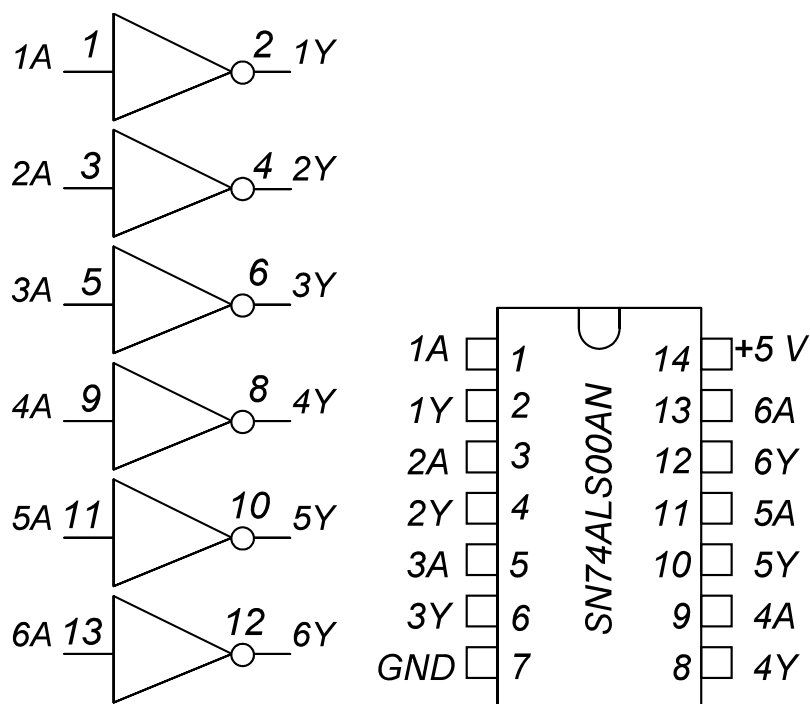 1A 1 2 1Y
2A 3 4 2Y
3A 5 6 3Y
4A 9 8 4Y
5A 11 10 5Y
6A 13 12 6Y
1A 1 14 +5 V
1Y 2 13 6A
2A 3 12 6Y
2Y 4 11 5A
3A 5 10 5Y
3Y 6 9 4A
GND 7 8 4Y
SN74ALS00AN